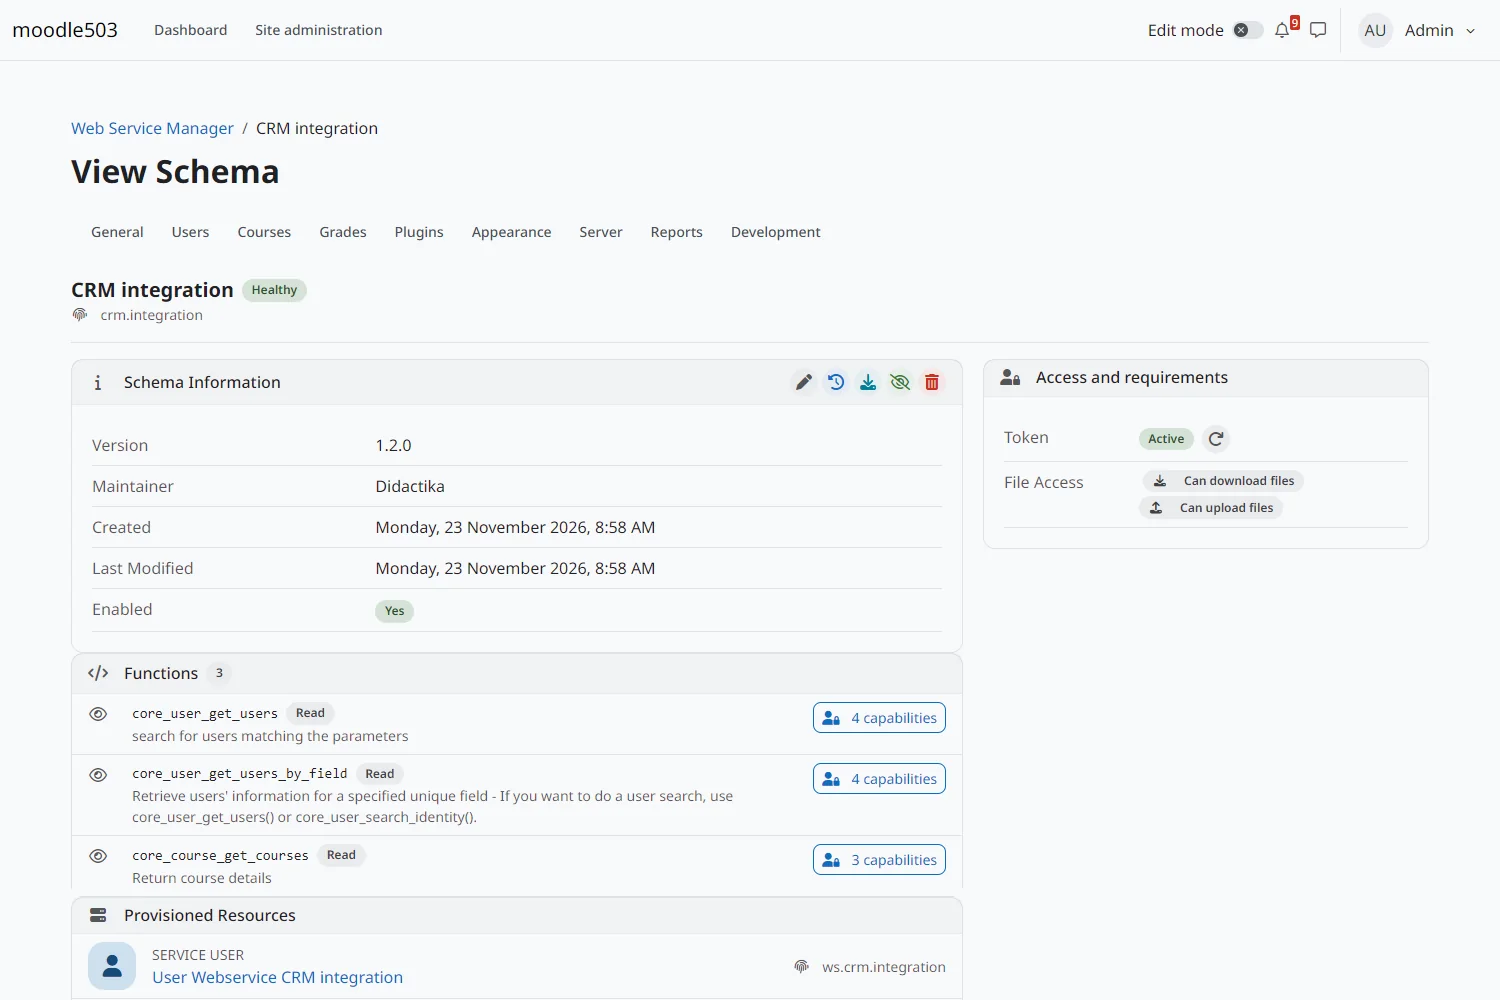 moodle503
Dashboard
Site administration
Edit mode
9
AU
Admin
Web Service Manager / CRM integration
View Schema
General
Users
Courses
Grades
Plugins
Appearance
Server
Reports
Development
CRM integration
Healthy
crm.integration
Schema Information
Version
1.2.0
Maintainer
Didactika
Created
Monday, 23 November 2026, 8:58 AM
Last Modified
Monday, 23 November 2026, 8:58 AM
Enabled
Yes
Access and requirements
Token
Active
File Access
Can download files
Can upload files
Functions 3
core_user_get_users Read
search for users matching the parameters
4 capabilities
core_user_get_users_by_field Read
Retrieve users' information for a specified unique field - If you want to do a user search, use
core_user_get_users() or core_user_search_identity().
4 capabilities
core_course_get_courses Read
Return course details
3 capabilities
Provisioned Resources
SERVICE USER
User Webservice CRM integration
ws.crm.integration